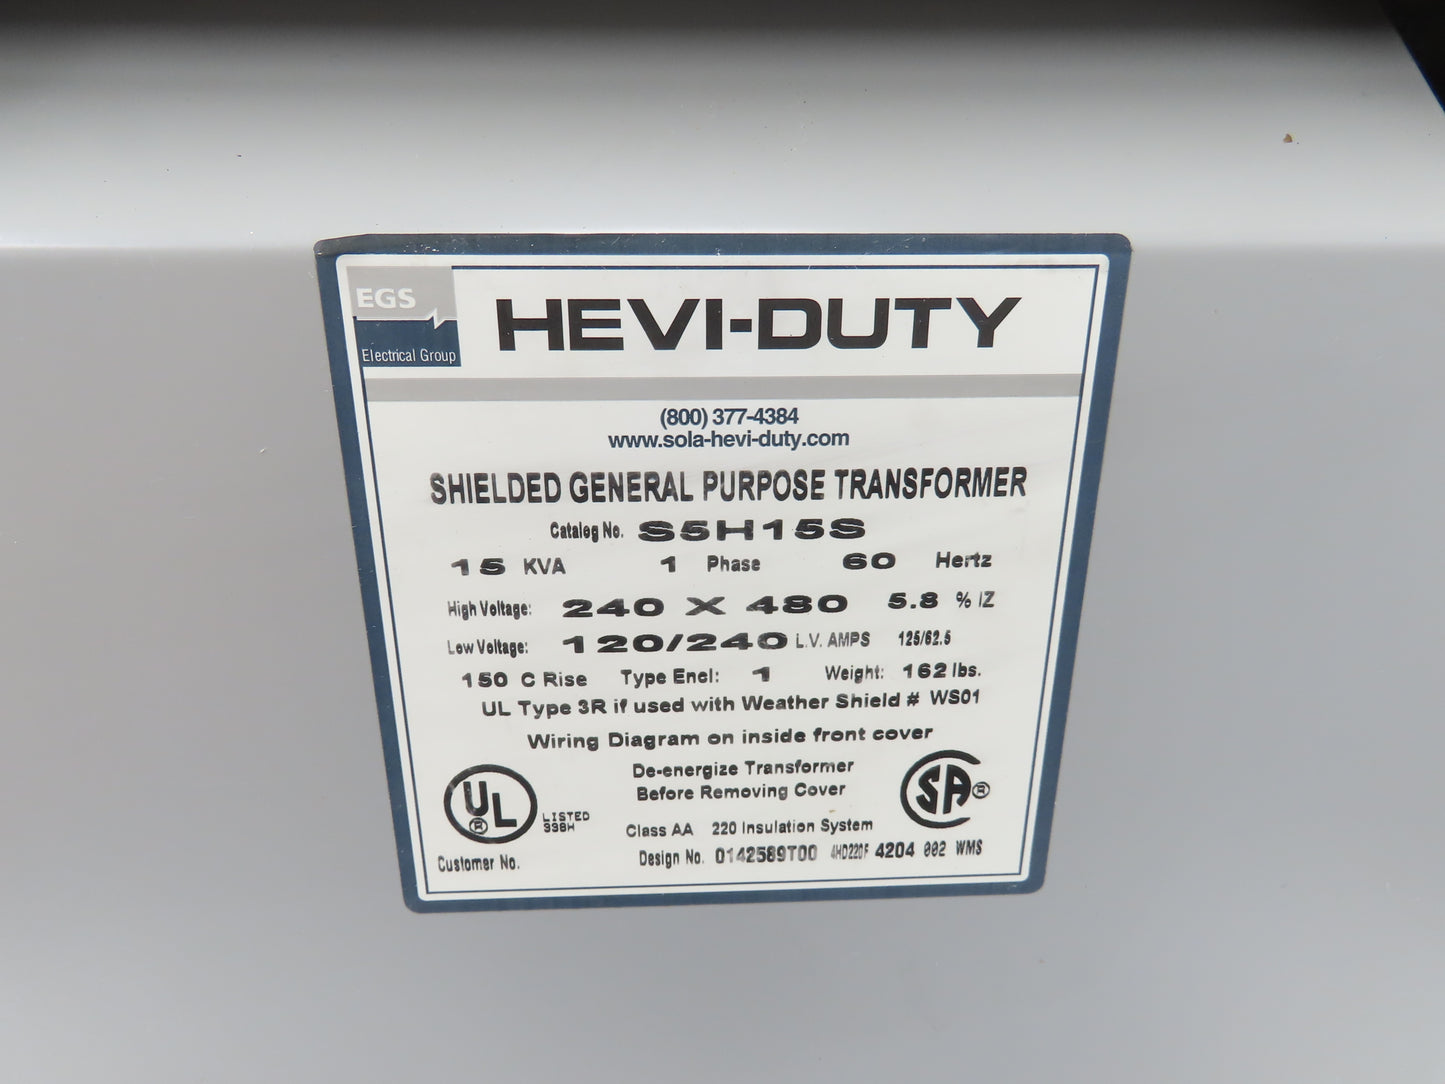 EGS
Electrical Group
HEVI-DUTY
(800) 377-4384
www.sola-hevi-duty.com
SHIELDED GENERAL PURPOSE TRANSFORMER
Catalog No. S5H15S
15 KVA 1 Phase 60 Hertz
High Voltage: 240 X 480 5.8 % IZ
Low Voltage: 120/240 L.V. AMPS 125/62.5
150 C Rise Type Encl: 1 Weight: 162 lbs.
UL Type 3R if used with Weather Shield # WS01
Wiring Diagram on inside front cover
De-energize Transformer
Before Removing Cover
UL ®
LISTED
338H
SA ®
Class AA 220 Insulation System
Customer No.
Design No. 0142589T00 4HD220F 4204 002 WMS